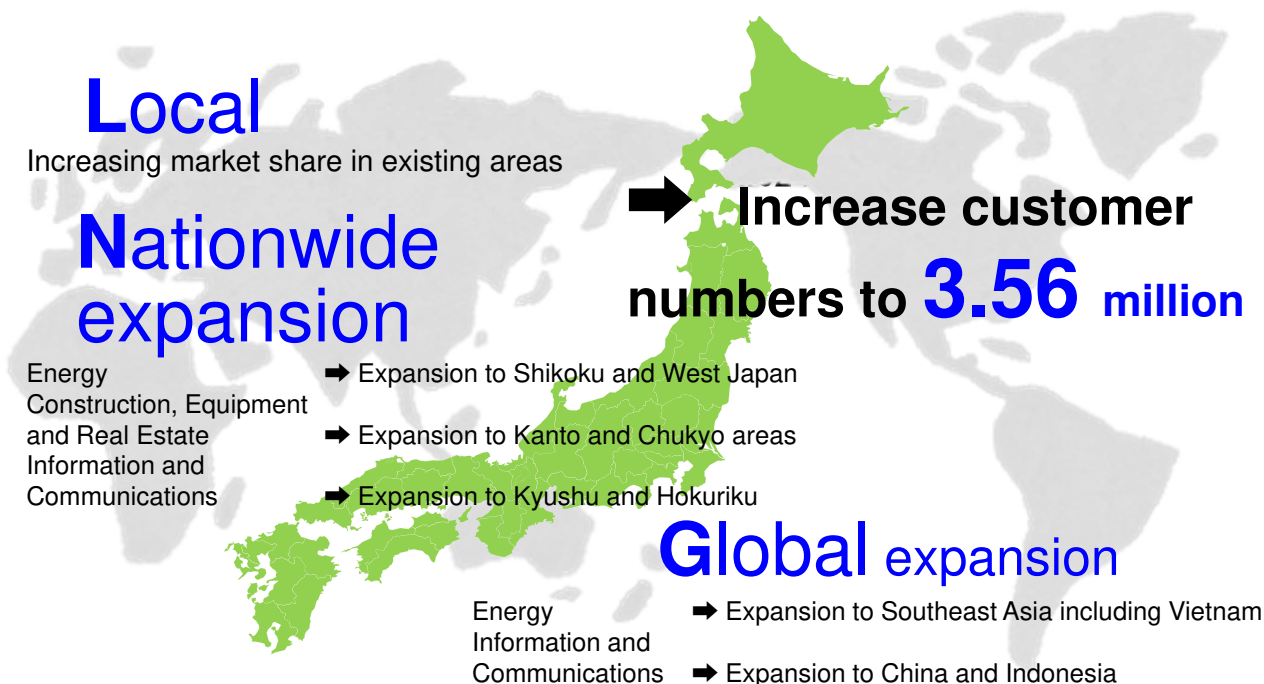 Local
Increasing market share in existing areas
➡ Increase customer
numbers to 3.56 million
Nationwide
expansion
Energy ➡ Expansion to Shikoku and West Japan
Construction, Equipment
and Real Estate ➡ Expansion to Kanto and Chukyo areas
Information and
Communications ➡ Expansion to Kyushu and Hokuriku
Global expansion
Energy ➡ Expansion to Southeast Asia including Vietnam
Information and
Communications ➡ Expansion to China and Indonesia